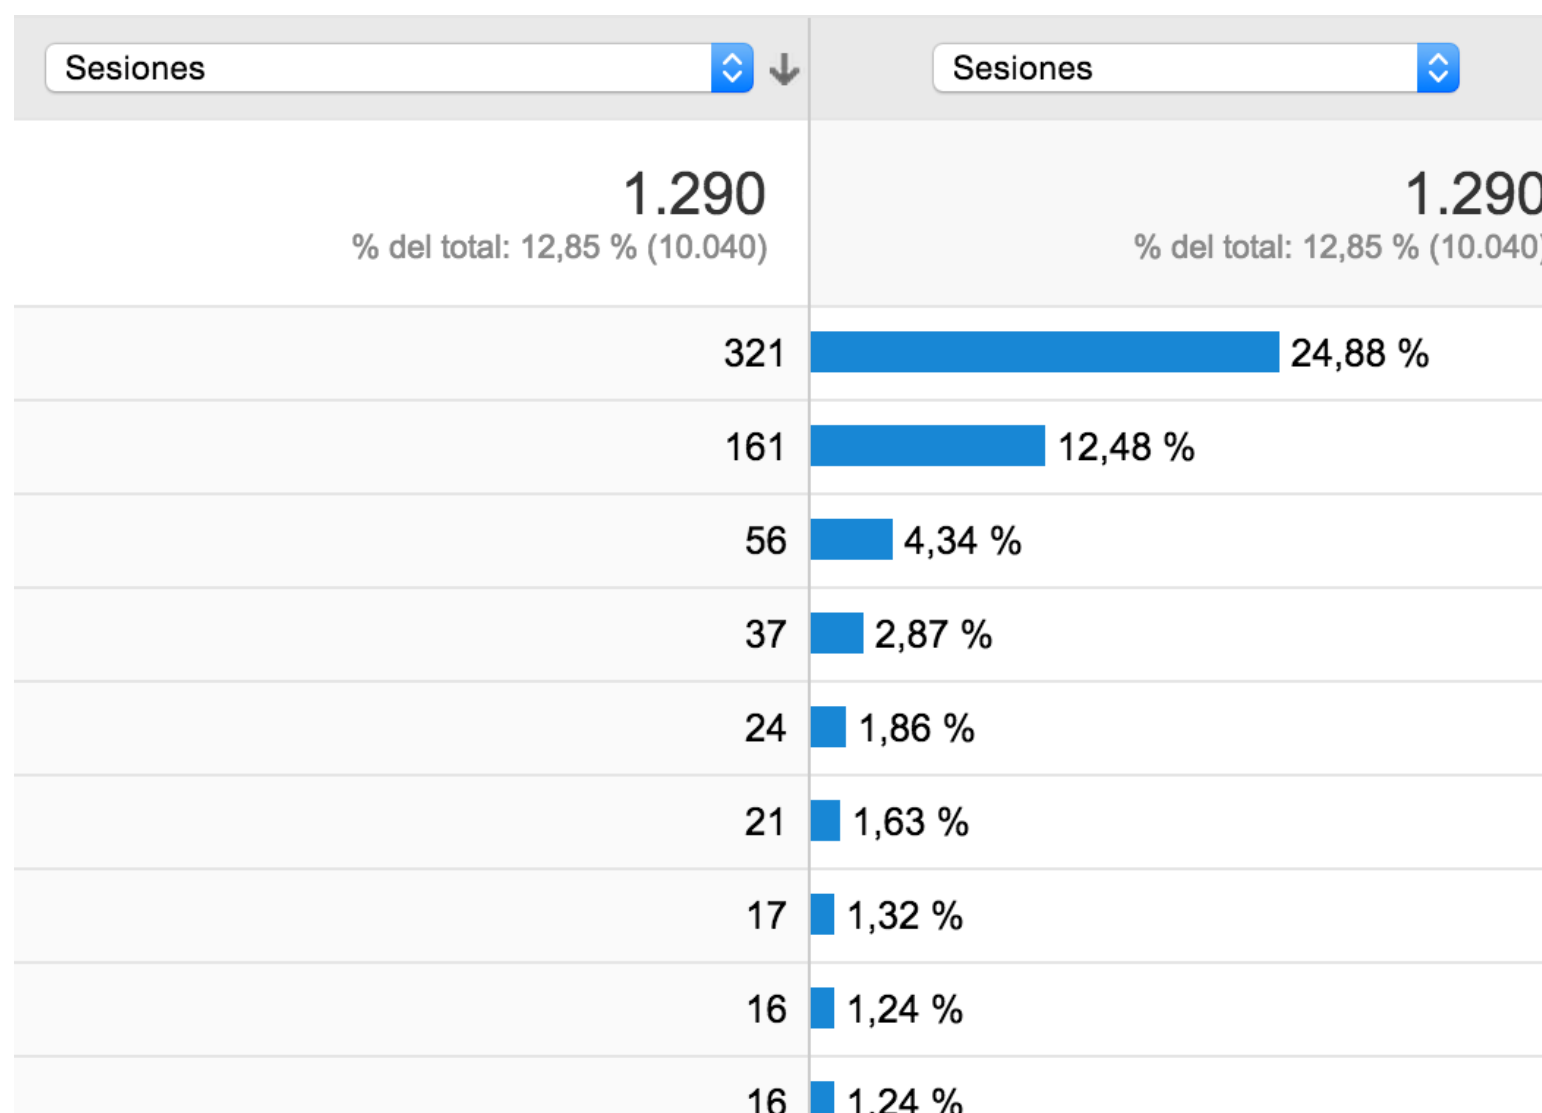 Sesiones Sesiones
1.290 1.290
% del total: 12,85 % (10.040) % del total: 12,85 % (10.040)
321 24,88 %
161 12,48 %
56 4,34 %
37 2,87 %
24 1,86 %
21 1,63 %
17 1,32 %
16 1,24 %
16 1,24 %